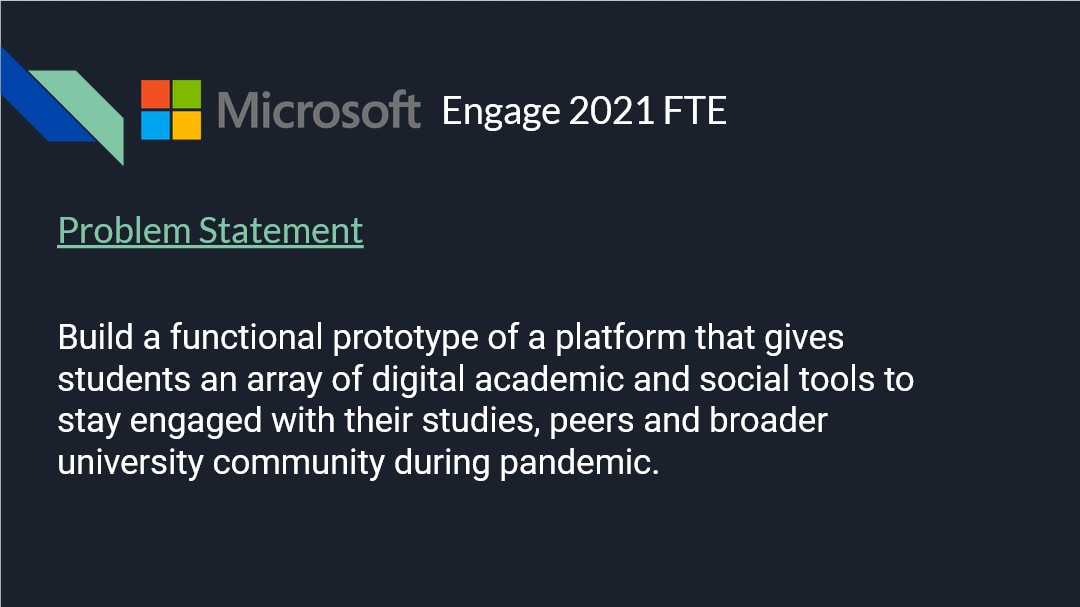 Microsoft Engage 2021 FTE
Problem Statement
Build a functional prototype of a platform that gives
students an array of digital academic and social tools to
stay engaged with their studies, peers and broader
university community during pandemic.